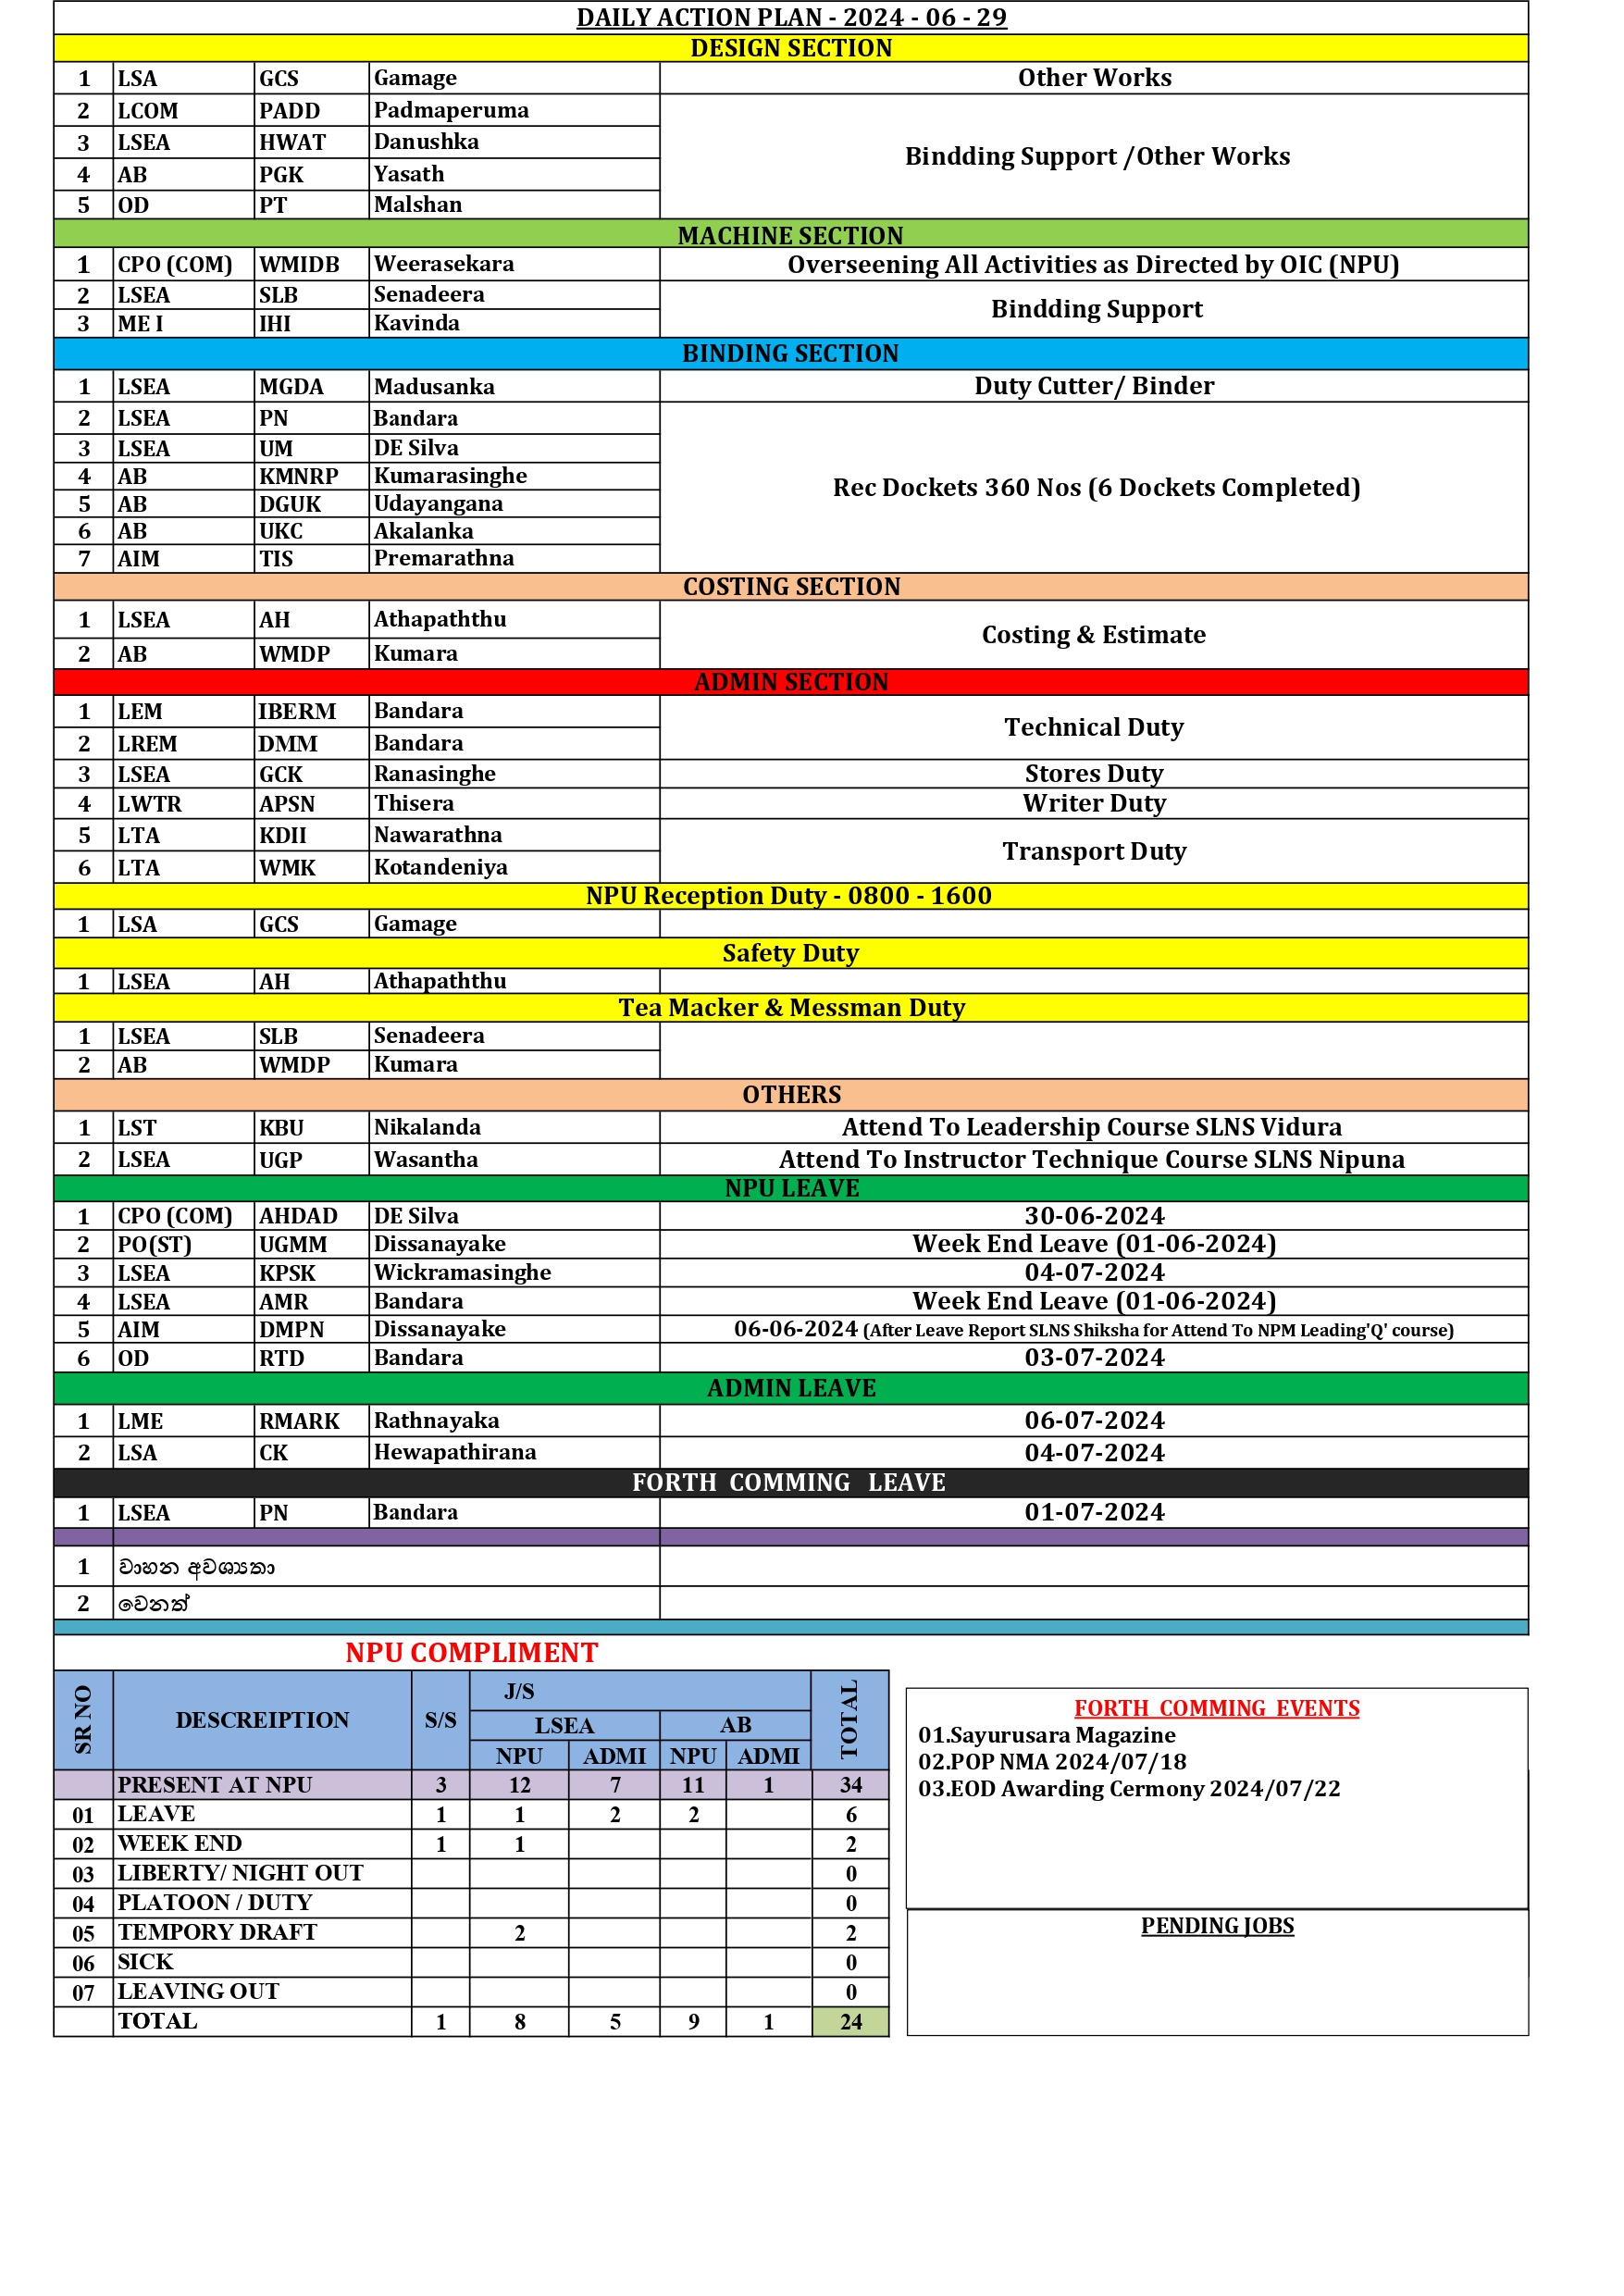 DAILY ACTION PLAN - 2024 - 06 - 29
DESIGN SECTION
1 LSA GCS Gamage Other Works
2 LCOM PADD Padmaperuma
3 LSEA HWAT Danushka
Bindding Support /Other Works
4 AB PGK Yasath
5 OD PT Malshan
MACHINE SECTION
1 CPO (COM) WMIDB Weerasekara Overseening All Activities as Directed by OIC (NPU)
2 LSEA SLB Senadeera
Bindding Support
3 ME I IHI Kavinda
BINDING SECTION
1 LSEA MGDA Madusanka Duty Cutter/ Binder
2 LSEA PN Bandara
3 LSEA UM DE Silva
4 AB KMNRP Kumarasinghe
Rec Dockets 360 Nos (6 Dockets Completed)
5 AB DGUK Udayangana
6 AB UKC Akalanka
7 AIM TIS Premarathna
COSTING SECTION
1 LSEA AH Athapaththu
Costing & Estimate
2 AB WMDP Kumara
ADMIN SECTION
1 LEM IBERM Bandara
Technical Duty
2 LREM DMM Bandara
3 LSEA GCK Ranasinghe Stores Duty
4 LWTR APSN Thisera Writer Duty
5 LTA KDII Nawarathna
Transport Duty
6 LTA WMK Kotandeniya
NPU Reception Duty - 0800 - 1600
1 LSA GCS Gamage
Safety Duty
1 LSEA AH Athapaththu
Tea Macker & Messman Duty
1 LSEA SLB Senadeera
2 AB WMDP Kumara
OTHERS
1 LST KBU Nikalanda Attend To Leadership Course SLNS Vidura
2 LSEA UGP Wasantha Attend To Instructor Technique Course SLNS Nipuna
NPU LEAVE
1 CPO (COM) AHDAD DE Silva 30-06-2024
2 PO(ST) UGMM Dissanayake Week End Leave (01-06-2024)
3 LSEA KPSK Wickramasinghe 04-07-2024
4 LSEA AMR Bandara Week End Leave (01-06-2024)
5 AIM DMPN Dissanayake 06-06-2024 (After Leave Report SLNS Shiksha for Attend To NPM Leading'Q' course)
6 OD RTD Bandara 03-07-2024
ADMIN LEAVE
1 LME RMARK Rathnayaka 06-07-2024
2 LSA CK Hewapathirana 04-07-2024
FORTH COMMING LEAVE
1 LSEA PN Bandara 01-07-2024
1 වාහන අවශ්‍යතා
2 වෙනත්
NPU COMPLIMENT
SR NO DESCREIPTION S/S J/S TOTAL
LSEA AB
NPU ADMI NPU ADMI
PRESENT AT NPU 3 12 7 11 1 34
01 LEAVE 1 1 2 2 6
02 WEEK END 1 1 2
03 LIBERTY/ NIGHT OUT 0
04 PLATOON / DUTY 0
05 TEMPORY DRAFT 2 2
06 SICK 0
07 LEAVING OUT 0
TOTAL 1 8 5 9 1 24
FORTH COMMING EVENTS
01.Sayurusara Magazine
02.POP NMA 2024/07/18
03.EOD Awarding Cermony 2024/07/22
PENDING JOBS